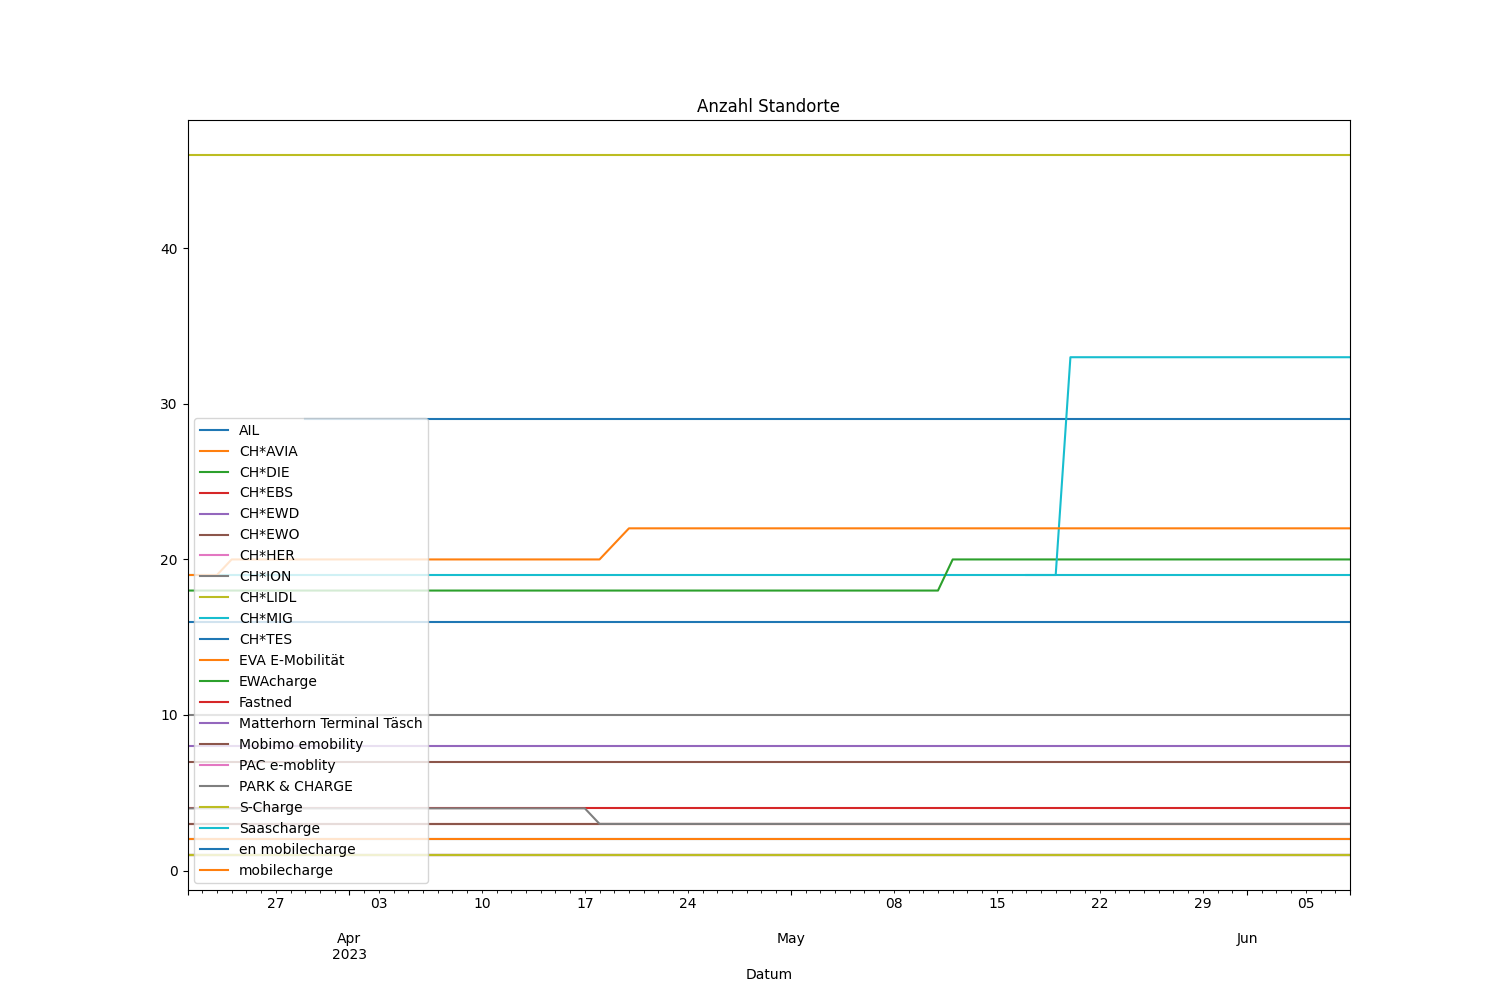 Anzahl Standorte
40
30
20
10
0
AIL
CH*AVIA
CH*DIE
CH*EBS
CH*EWD
CH*EWO
CH*HER
CH*ION
CH*LIDL
CH*MIG
CH*TES
EVA E-Mobilität
EWAcharge
Fastned
Matterhorn Terminal Täsch
Mobimo emobility
PAC e-moblity
PARK & CHARGE
S-Charge
Saascharge
en mobilecharge
mobilecharge
27 03 10 17 24 08 15 22 29 05
Apr May Jun
2023
Datum